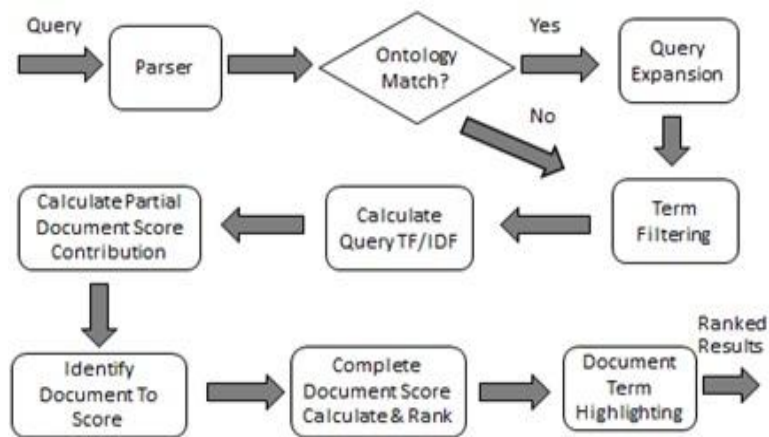 Query
Parser
Ontology
Match?
Yes
No
Query
Expansion
Term
Filtering
Calculate
Query TF/IDF
Calculate Partial
Document Score
Contribution
Identify
Document To
Score
Complete
Document Score
Calculate & Rank
Document
Term
Highlighting
Ranked
Results